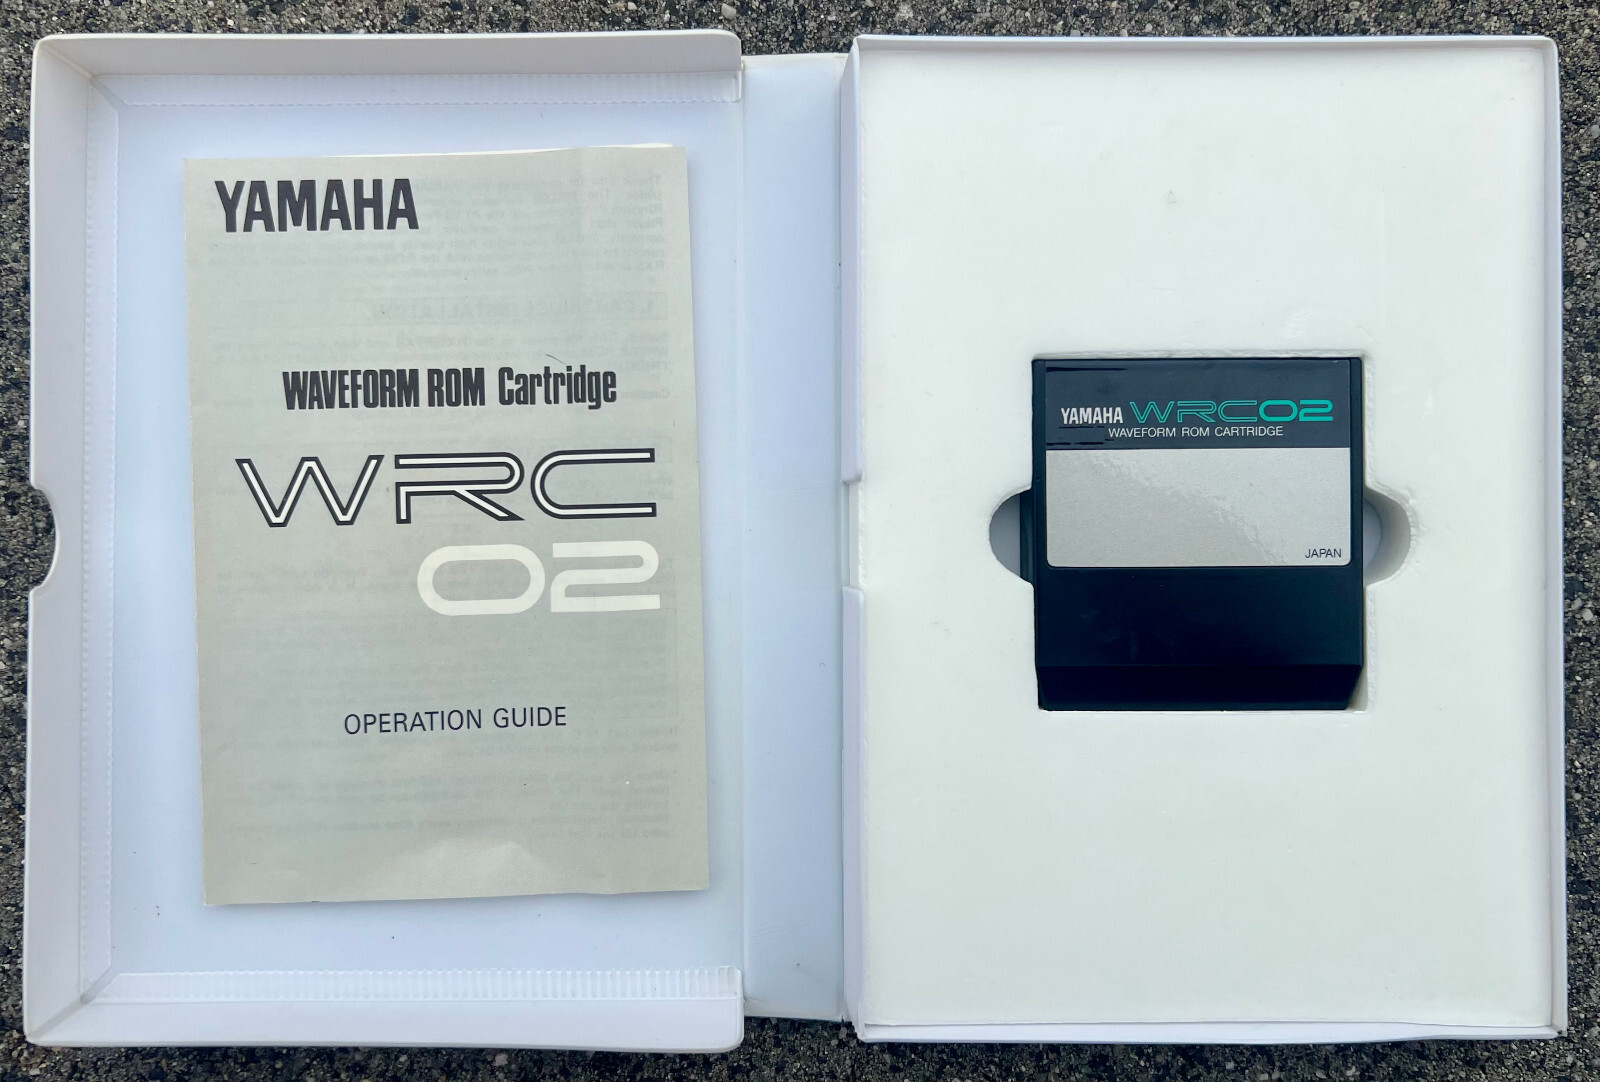 YAMAHA
WAVEFORM ROM Cartridge
WRC
02
OPERATION GUIDE
YAMAHA WRC02
WAVEFORM ROM CARTRIDGE
JAPAN